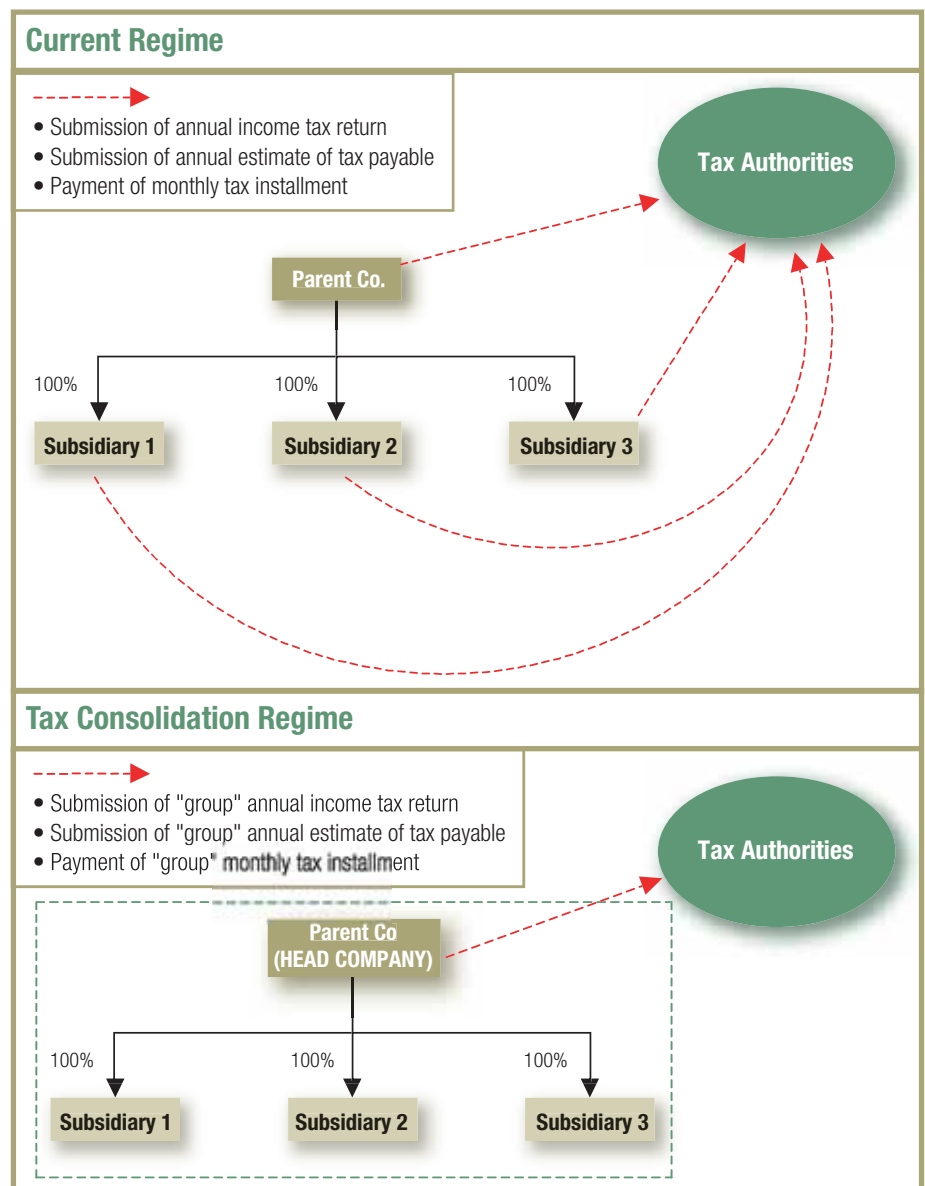 Current Regime
• Submission of annual income tax return
• Submission of annual estimate of tax payable
• Payment of monthly tax installment
Tax Authorities
Parent Co.
100%
100%
100%
Subsidiary 1
Subsidiary 2
Subsidiary 3
Tax Consolidation Regime
• Submission of "group" annual income tax return
• Submission of "group" annual estimate of tax payable
• Payment of "group" monthly tax installment
Tax Authorities
Parent Co
(HEAD COMPANY)
100%
100%
100%
Subsidiary 1
Subsidiary 2
Subsidiary 3